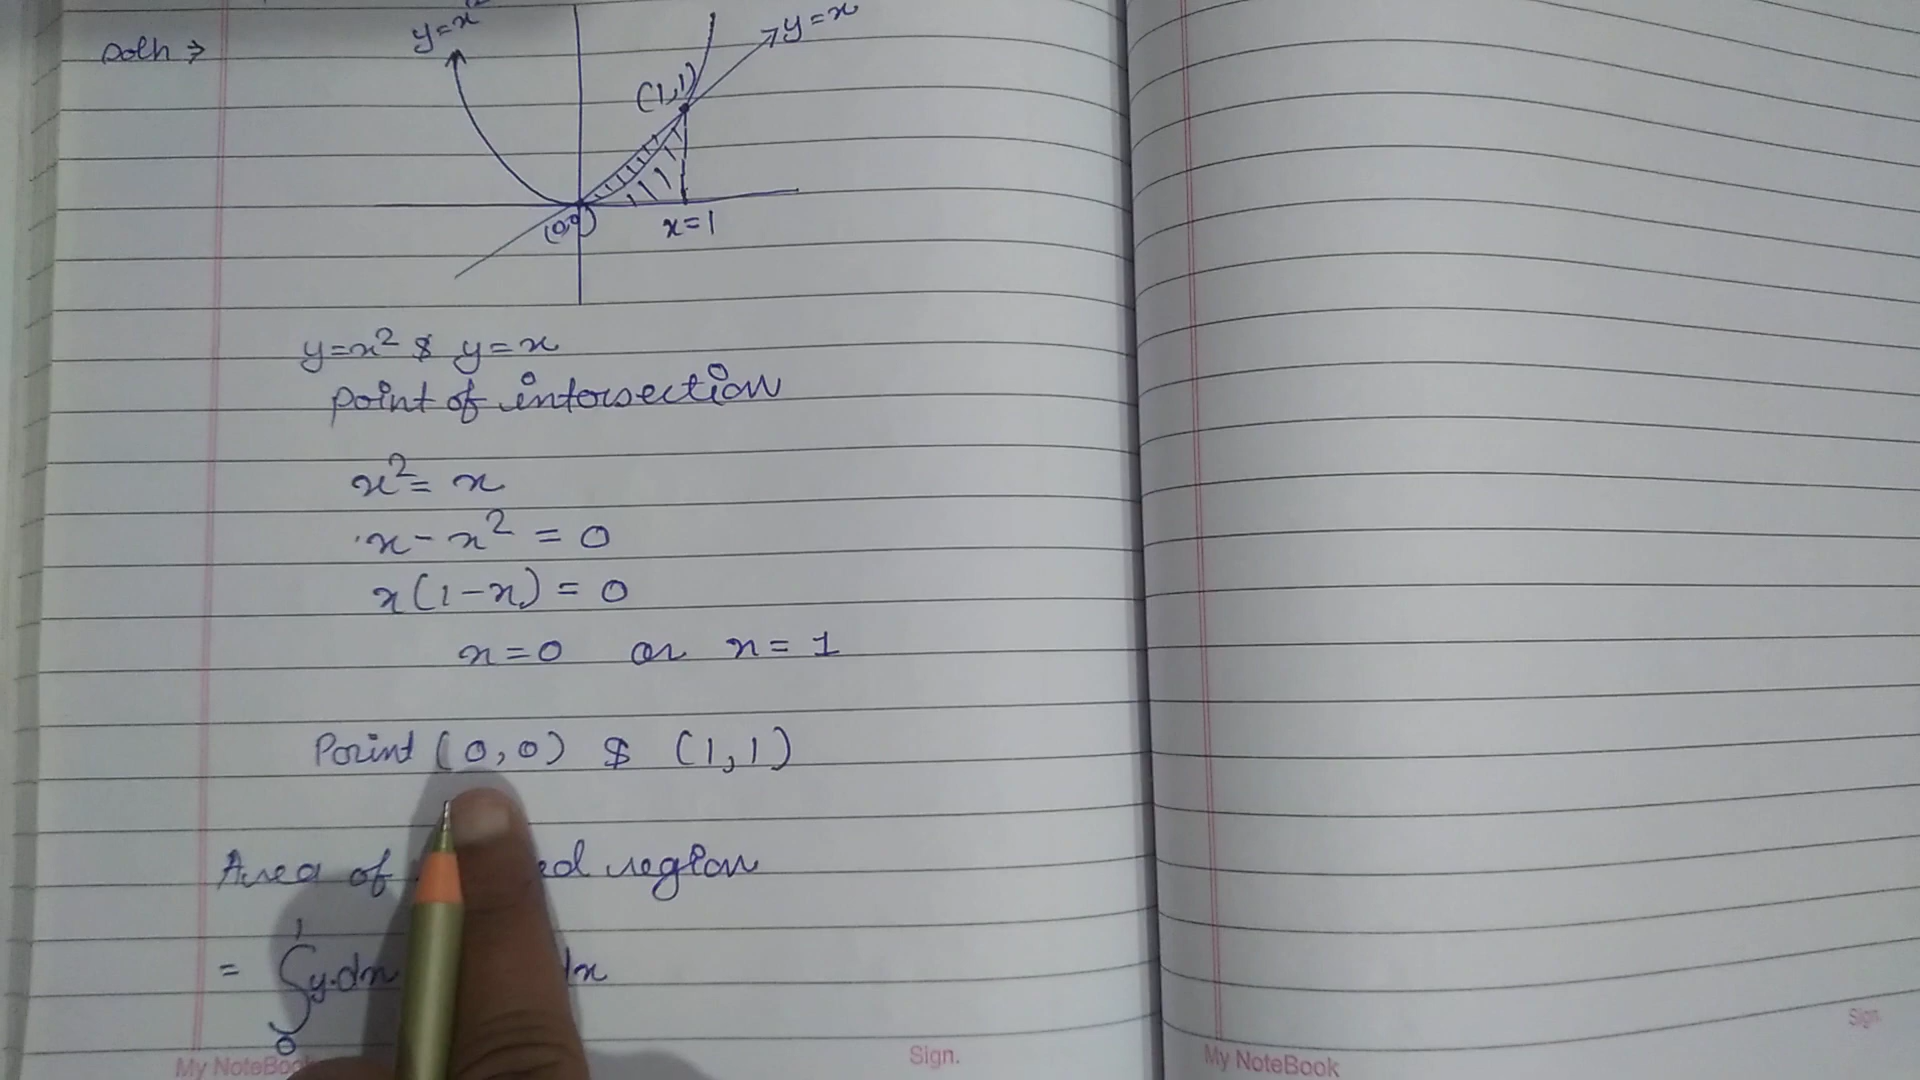 Soln ⇒
y=x²
y=x
(1,1)
(0,0)
x=1
y=x² & y=x
Point of intersection
x²= x
x-x² = 0
x(1-x) = 0
x=0 or x= 1
Point (0,0) & (1,1)
Area of ed region
= ∫₀¹ y.dx dx
My NoteBook
Sign.
My NoteBook
Sign.